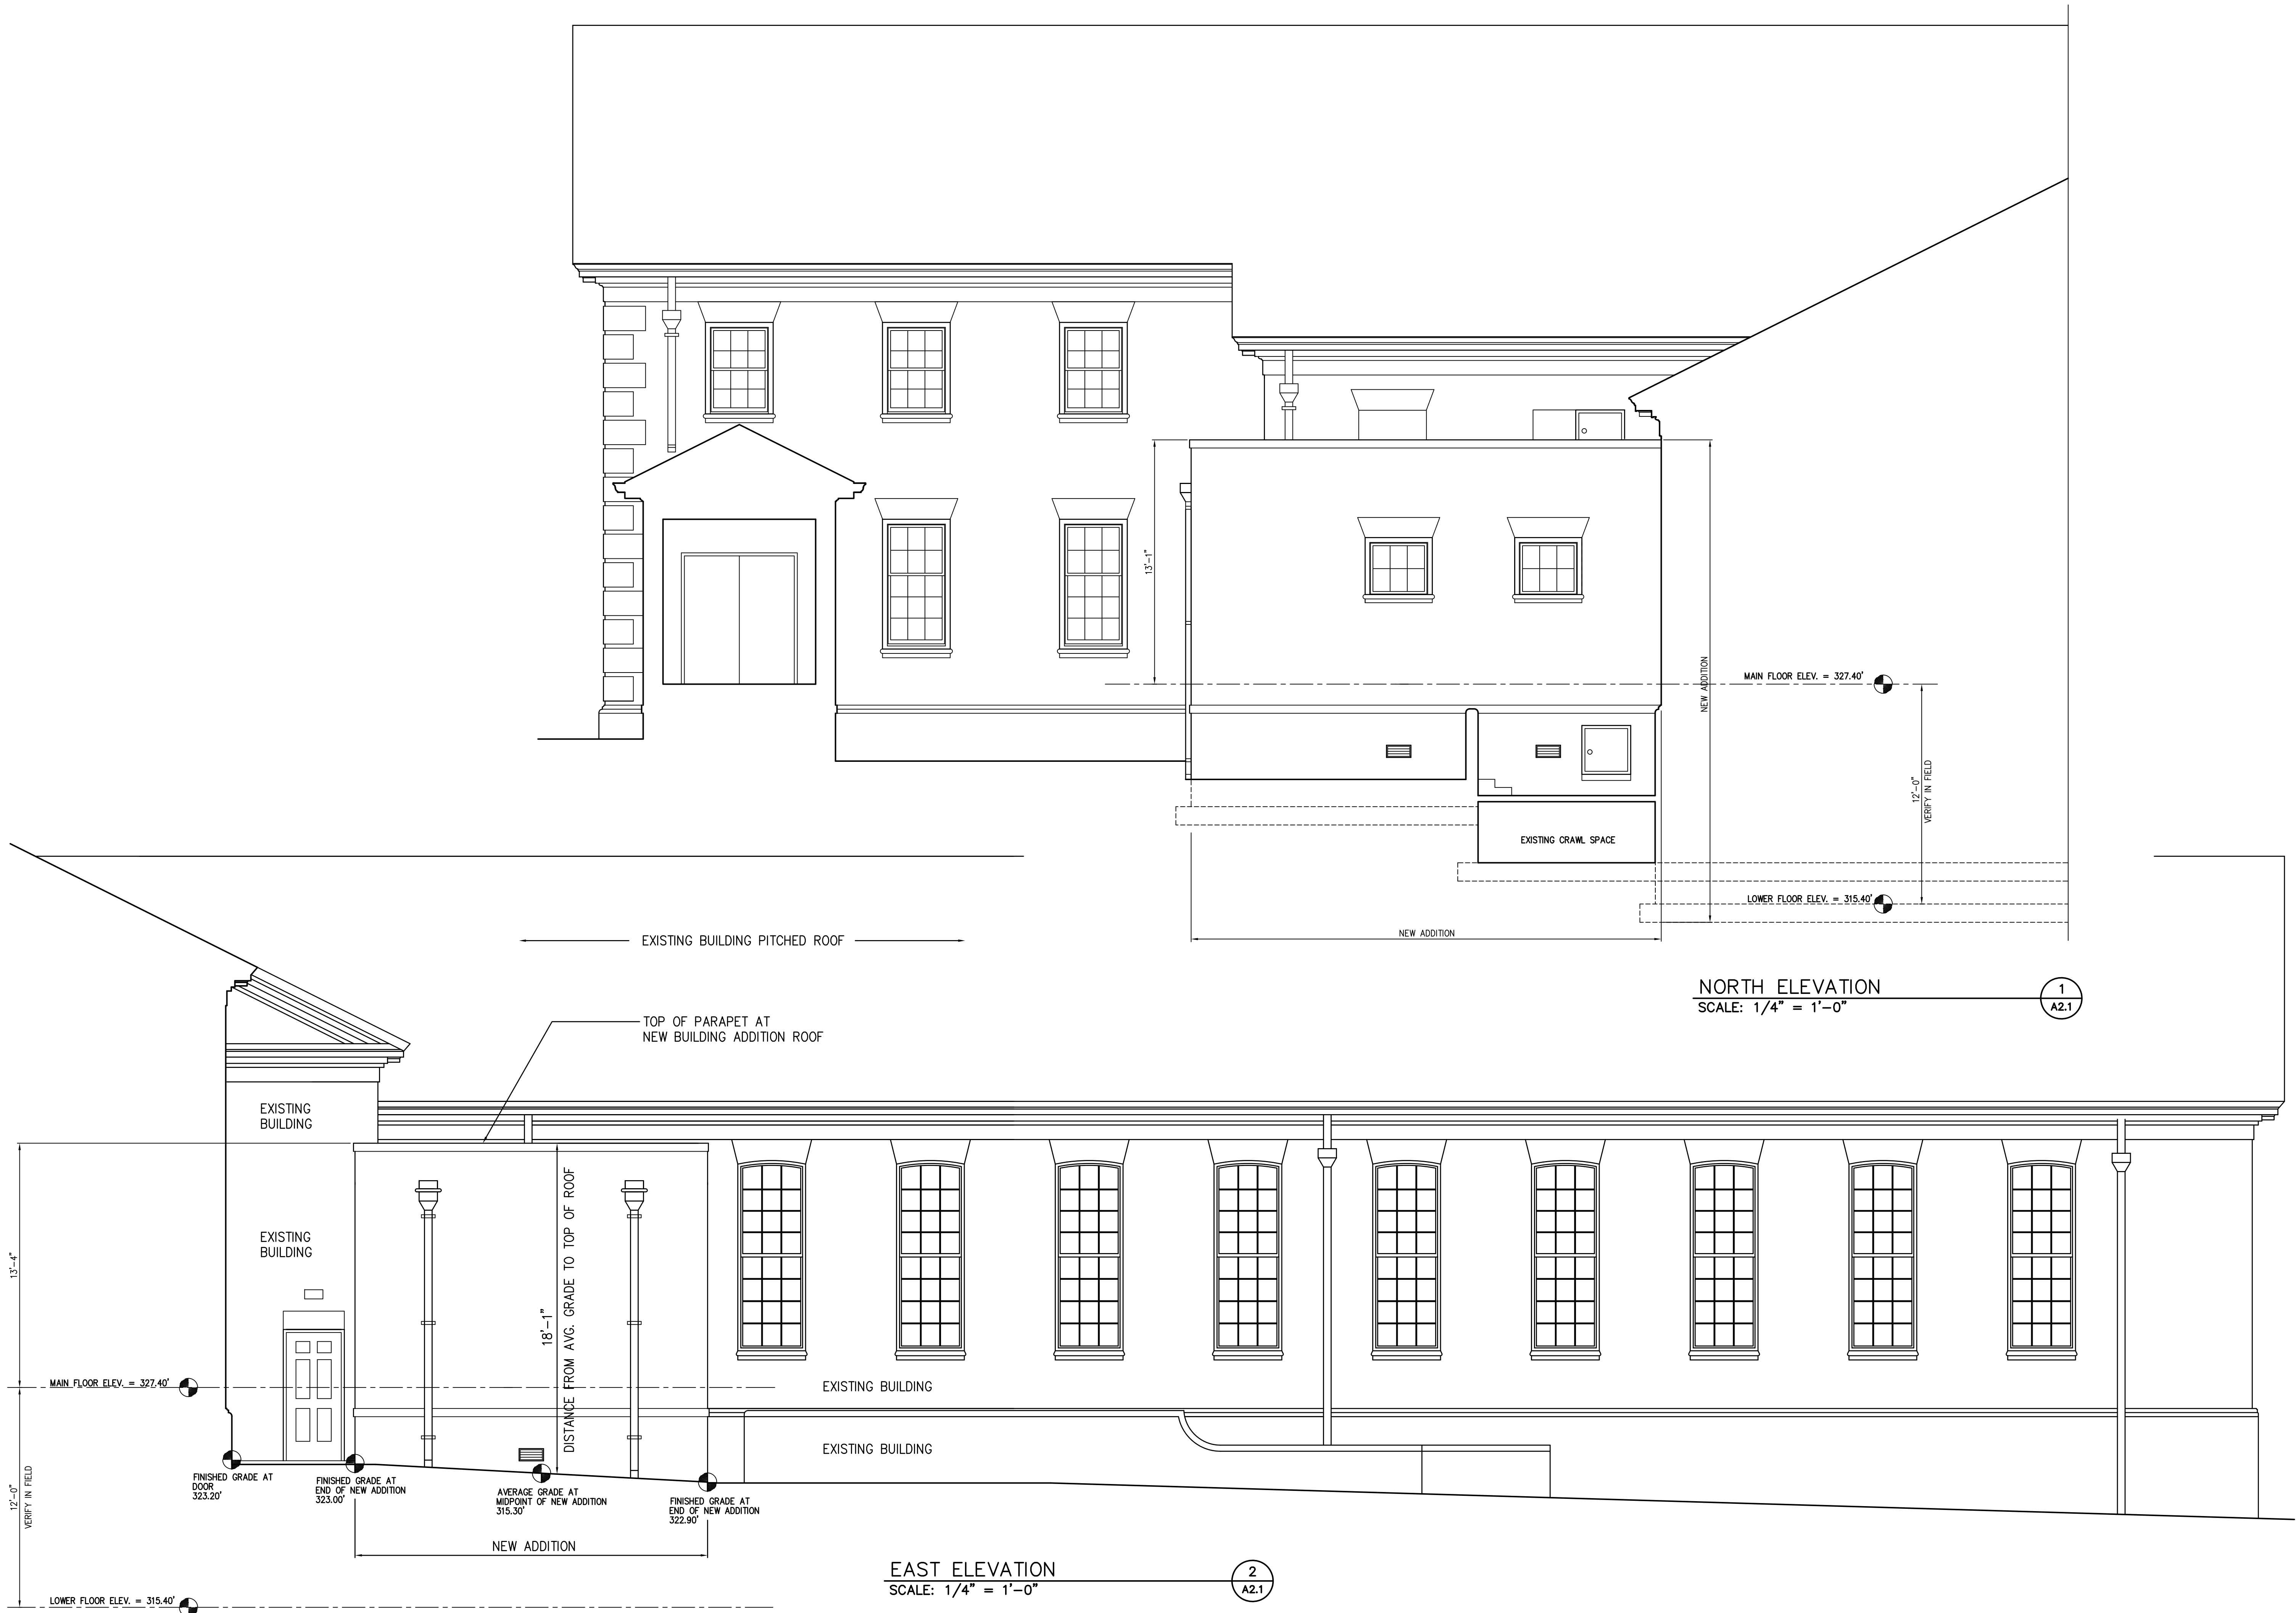 13'-1"
NEW ADDITION
MAIN FLOOR ELEV. = 327.40'
12'-0"
VERIFY IN FIELD
EXISTING CRAWL SPACE
LOWER FLOOR ELEV. = 315.40'
NEW ADDITION
NORTH ELEVATION
SCALE: 1/4" = 1'-0"
1
A2.1
EXISTING BUILDING PITCHED ROOF
TOP OF PARAPET AT
NEW BUILDING ADDITION ROOF
EXISTING
BUILDING
EXISTING
BUILDING
13'-4"
18'-1"
DISTANCE FROM AVG. GRADE TO TOP OF ROOF
MAIN FLOOR ELEV. = 327.40'
EXISTING BUILDING
EXISTING BUILDING
12'-0"
VERIFY IN FIELD
FINISHED GRADE AT
DOOR
323.20'
FINISHED GRADE AT
END OF NEW ADDITION
323.00'
AVERAGE GRADE AT
MIDPOINT OF NEW ADDITION
315.30'
FINISHED GRADE AT
END OF NEW ADDITION
322.90'
NEW ADDITION
EAST ELEVATION
SCALE: 1/4" = 1'-0"
2
A2.1
LOWER FLOOR ELEV. = 315.40'